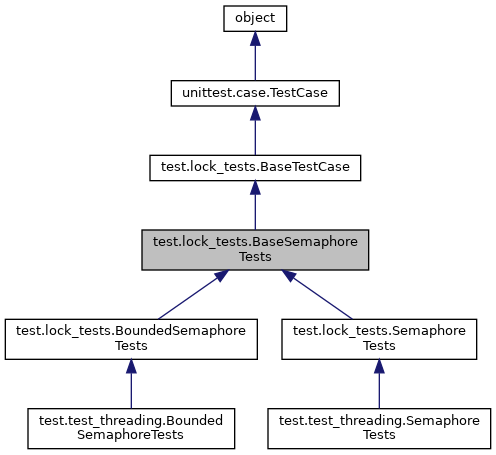 object
unittest.case.TestCase
test.lock_tests.BaseTestCase
test.lock_tests.BaseSemaphore
Tests
test.lock_tests.BoundedSemaphore
Tests
test.lock_tests.Semaphore
Tests
test.test_threading.Bounded
SemaphoreTests
test.test_threading.Semaphore
Tests